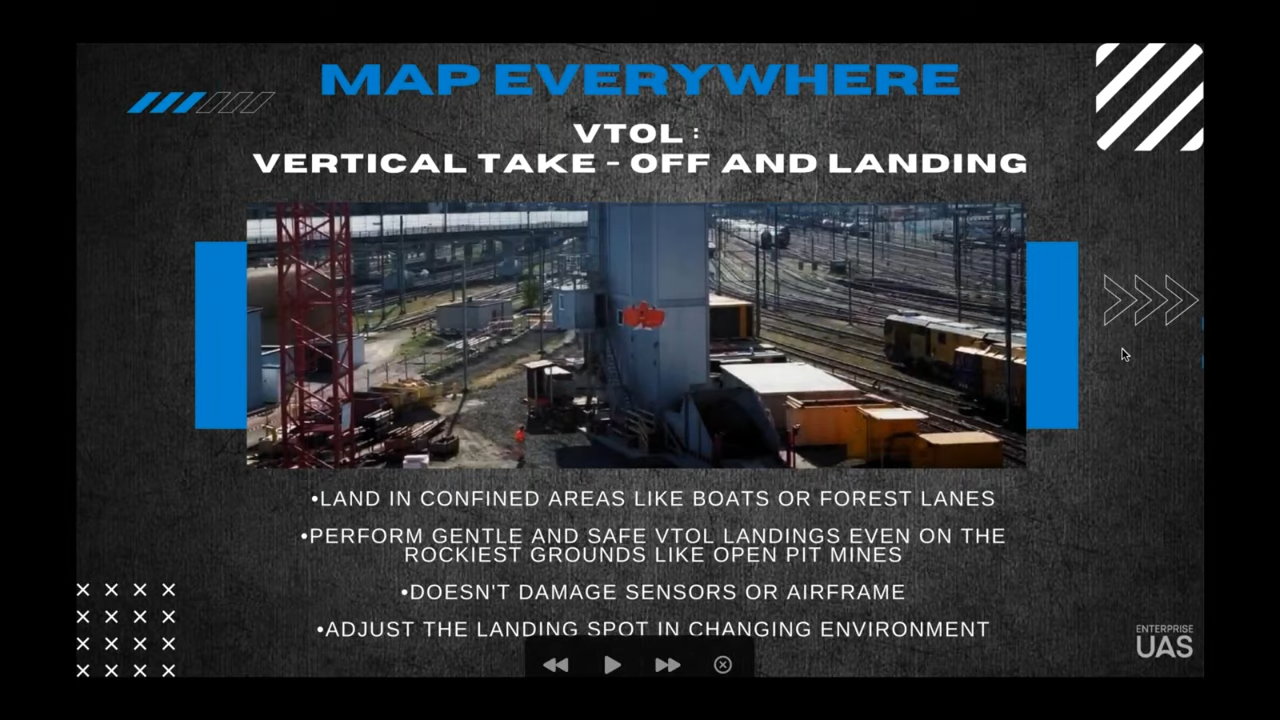 MAP EVERYWHERE
VTOL :
VERTICAL TAKE - OFF AND LANDING
•LAND IN CONFINED AREAS LIKE BOATS OR FOREST LANES
•PERFORM GENTLE AND SAFE VTOL LANDINGS EVEN ON THE
ROCKIEST GROUNDS LIKE OPEN PIT MINES
•DOESN'T DAMAGE SENSORS OR AIRFRAME
•ADJUST THE LANDING SPOT IN CHANGING ENVIRONMENT
ENTERPRISE
UAS